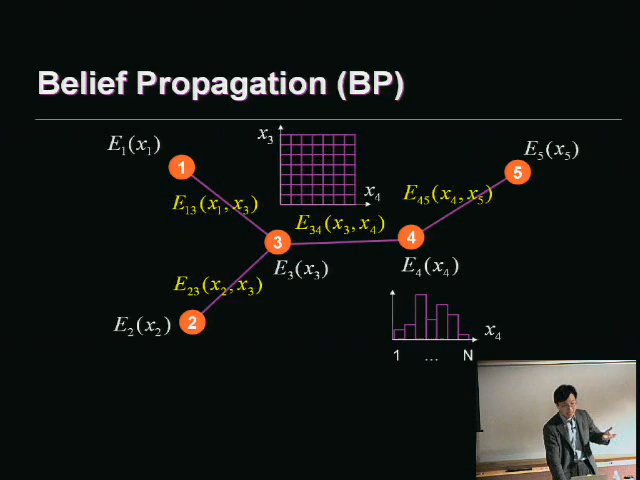 Belief Propagation (BP)
E₁(x₁)
1
x₃
x₄
E₅(x₅)
5
E₁₃(x₁, x₃)
E₃₄(x₃, x₄)
E₄₅(x₄, x₅)
3
4
E₃(x₃)
E₄(x₄)
E₂₃(x₂, x₃)
E₂(x₂)
2
x₄
1 ... N